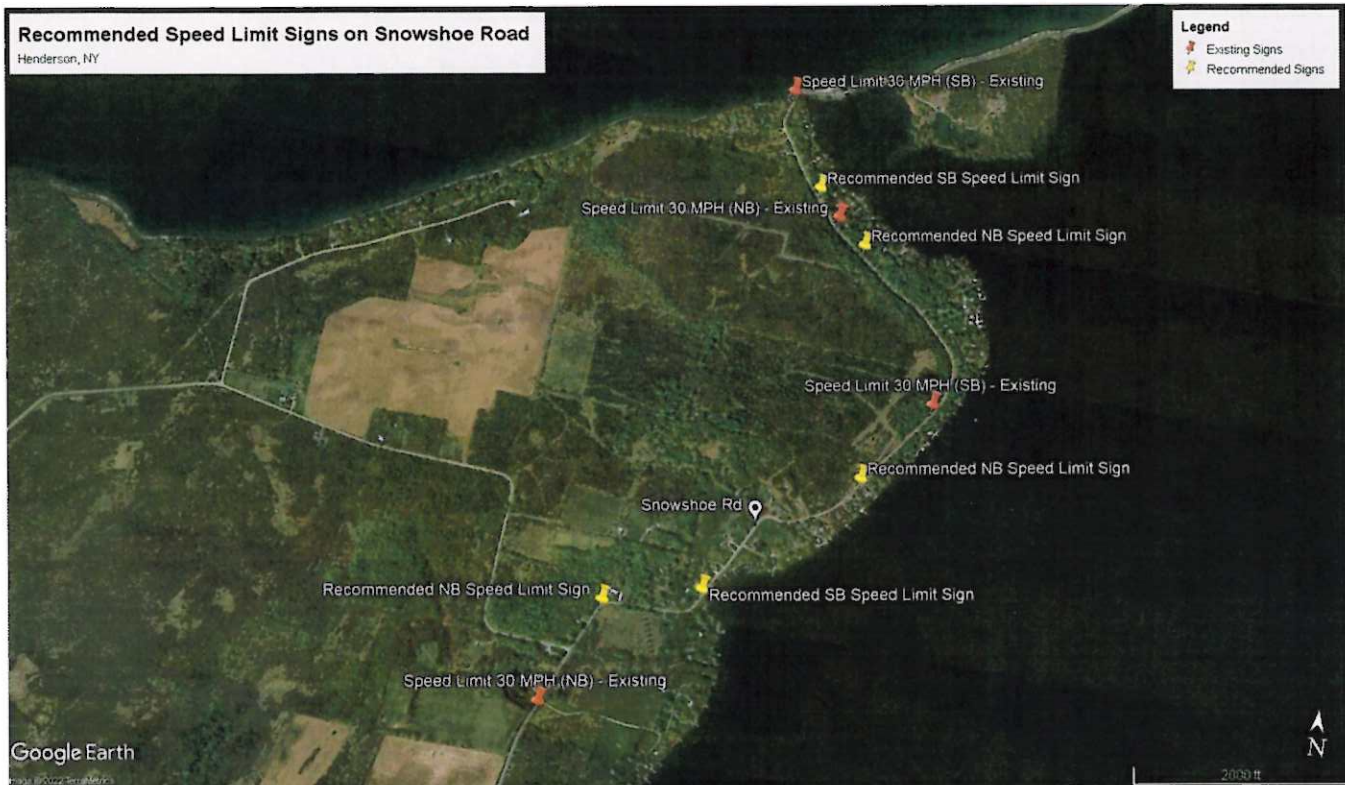 Recommended Speed Limit Signs on Snowshoe Road
Henderson, NY
Legend
Existing Signs
Recommended Signs
Speed Limit 30 MPH (SB) - Existing
Recommended SB Speed Limit Sign
Speed Limit 30 MPH (NB) - Existing
Recommended NB Speed Limit Sign
Speed Limit 30 MPH (SB) - Existing
Recommended NB Speed Limit Sign
Snowshoe Rd
Recommended NB Speed Limit Sign
Recommended SB Speed Limit Sign
Speed Limit 30 MPH (NB) - Existing
Google Earth
Image ©2022 TerraMetrics
N
2000 ft